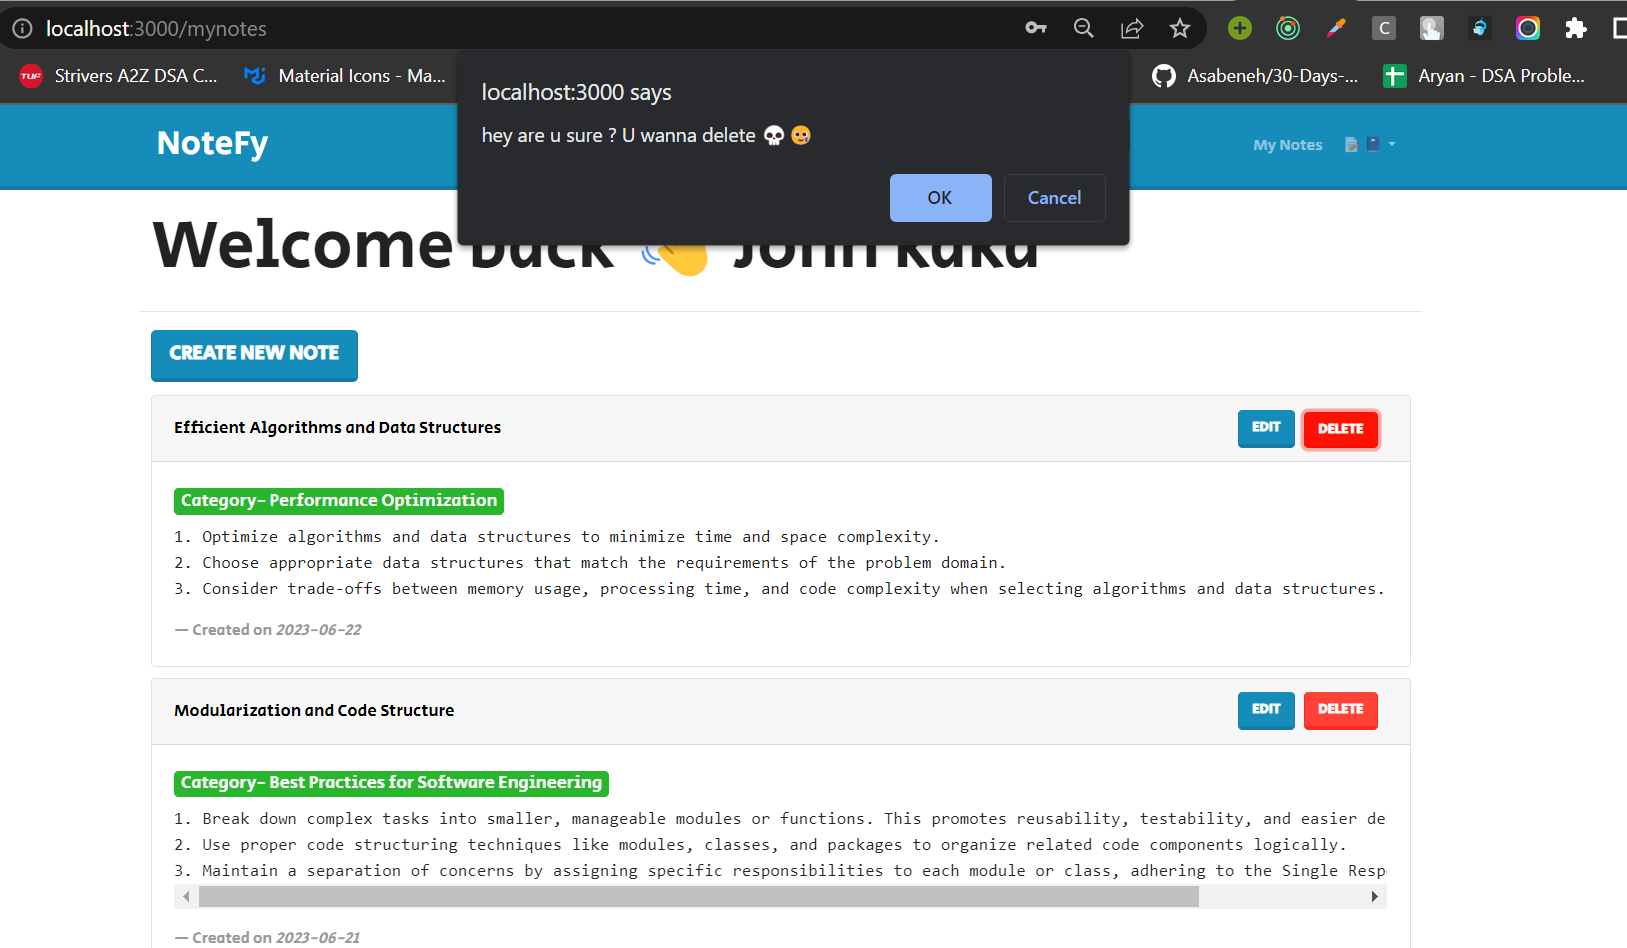 localhost:3000/mynotes
C
TUF Strivers A2Z DSA C... Material Icons - Ma... Asabeneh/30-Days-... Aryan - DSA Proble...
localhost:3000 says
hey are u sure ? U wanna delete 💀🥲
OK Cancel
NoteFy My Notes
Welcome back 👋 John kaka
CREATE NEW NOTE
Efficient Algorithms and Data Structures EDIT DELETE
Category- Performance Optimization
1. Optimize algorithms and data structures to minimize time and space complexity.
2. Choose appropriate data structures that match the requirements of the problem domain.
3. Consider trade-offs between memory usage, processing time, and code complexity when selecting algorithms and data structures.
— Created on 2023-06-22
Modularization and Code Structure EDIT DELETE
Category- Best Practices for Software Engineering
1. Break down complex tasks into smaller, manageable modules or functions. This promotes reusability, testability, and easier de
2. Use proper code structuring techniques like modules, classes, and packages to organize related code components logically.
3. Maintain a separation of concerns by assigning specific responsibilities to each module or class, adhering to the Single Resp
— Created on 2023-06-21